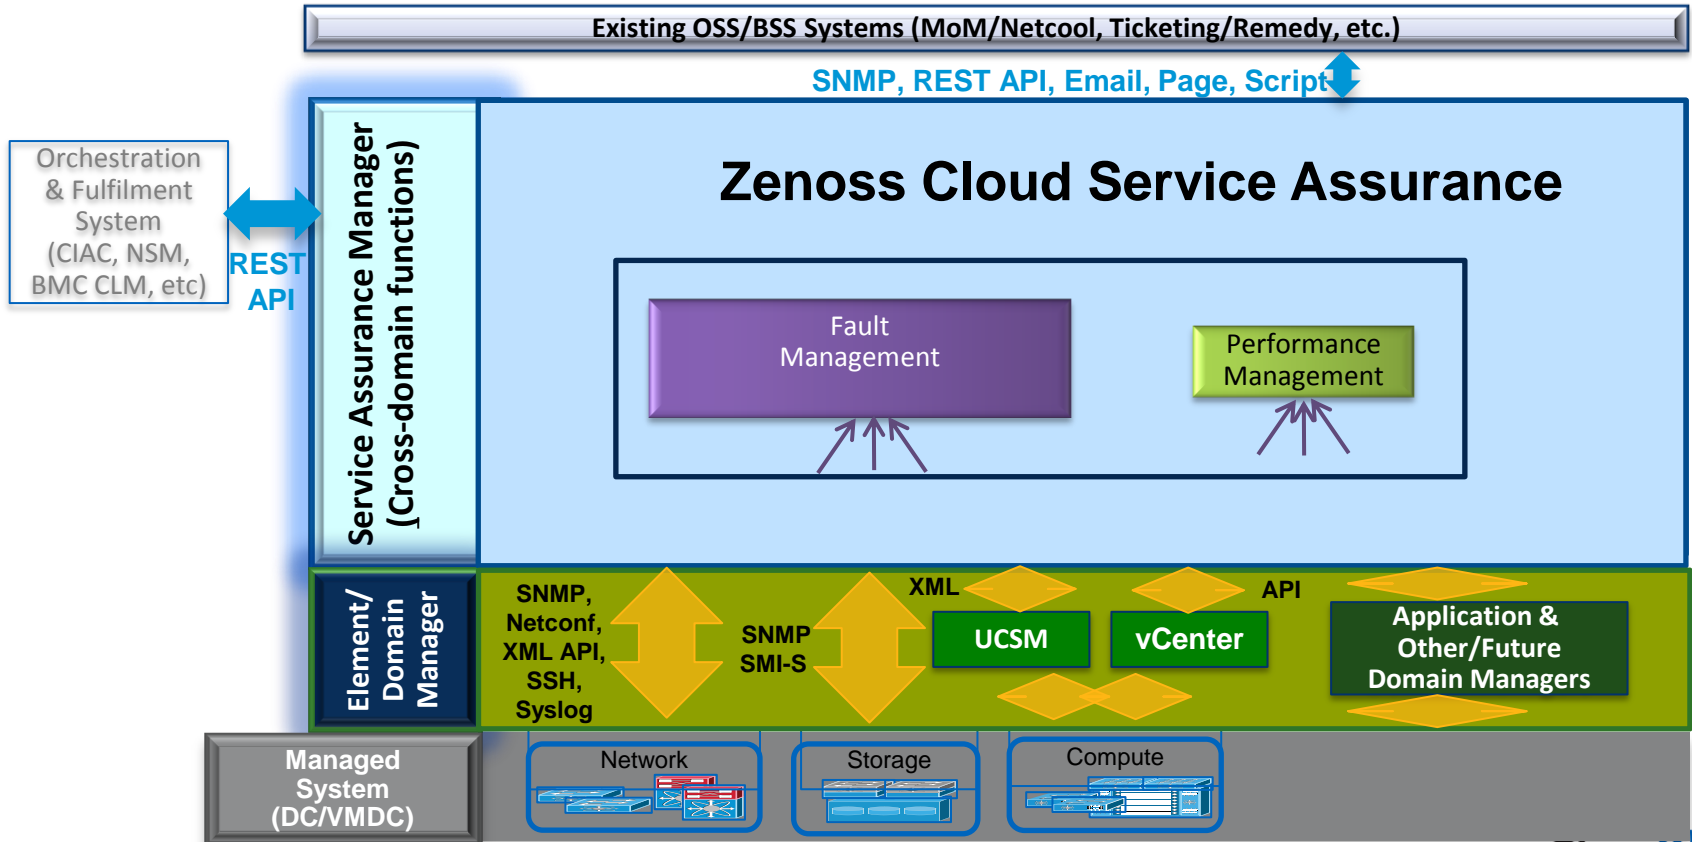 Existing OSS/BSS Systems (MoM/Netcool, Ticketing/Remedy, etc.)
SNMP, REST API, Email, Page, Script
Orchestration
& Fulfilment
System
(CIAC, NSM,
BMC CLM, etc)
REST
API
Service Assurance Manager
(Cross-domain functions)
Zenoss Cloud Service Assurance
Fault
Management
Performance
Management
Element/
Domain
Manager
SNMP,
Netconf,
XML API,
SSH,
Syslog
SNMP
SMI-S
XML
UCSM
vCenter
API
Application &
Other/Future
Domain Managers
Managed
System
(DC/VMDC)
Network
Storage
Compute